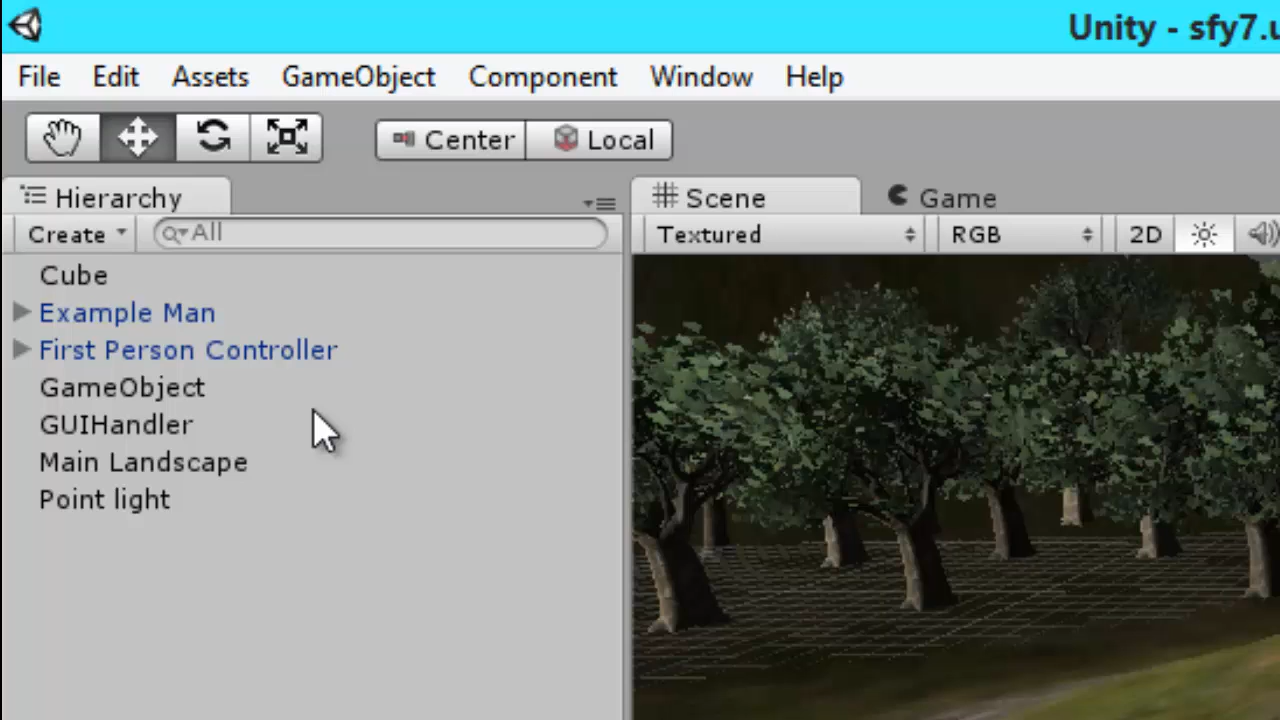 Unity - sfy7.u
File Edit Assets GameObject Component Window Help
Center Local
Hierarchy Scene Game
Create All Textured RGB 2D
Cube
Example Man
First Person Controller
GameObject
GUIHandler
Main Landscape
Point light